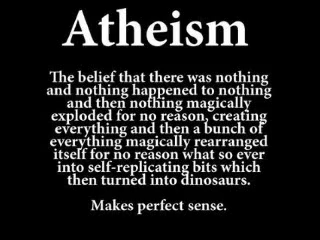 Atheism
The belief that there was nothing
and nothing happened to nothing
and then nothing magically
exploded for no reason, creating
everything and then a bunch of
everything magically rearranged
itself for no reason what so ever
into self-replicating bits which
then turned into dinosaurs.
Makes perfect sense.